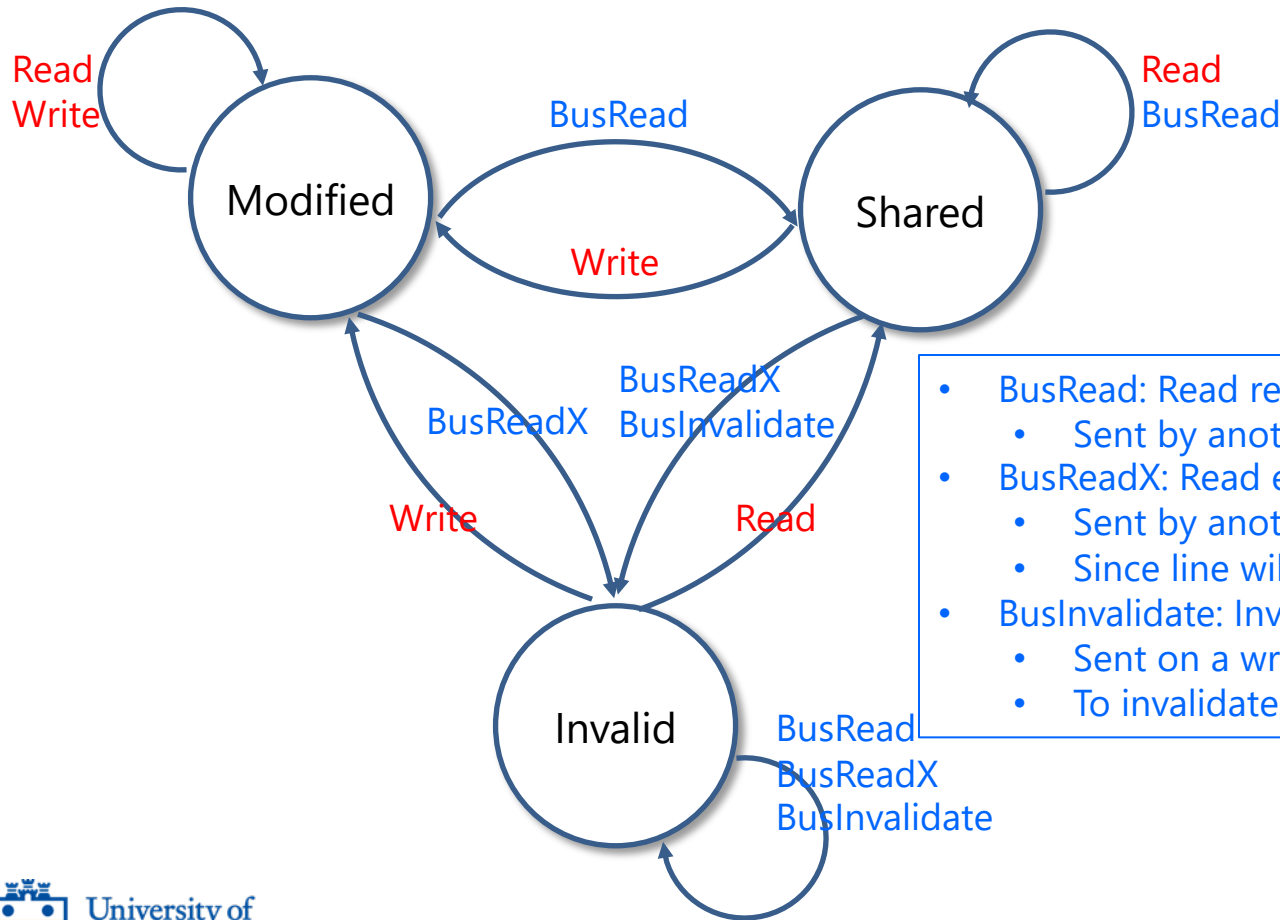 Read
Write
BusRead
Read
BusRead
Modified
Shared
Write
BusReadX
BusReadX
BusInvalidate
Write
Read
• BusRead: Read re
• Sent by anot
• BusReadX: Read e
• Sent by anot
• Since line wil
• BusInvalidate: Inv
• Sent on a wr
• To invalidate
Invalid
BusRead
BusReadX
BusInvalidate
University of